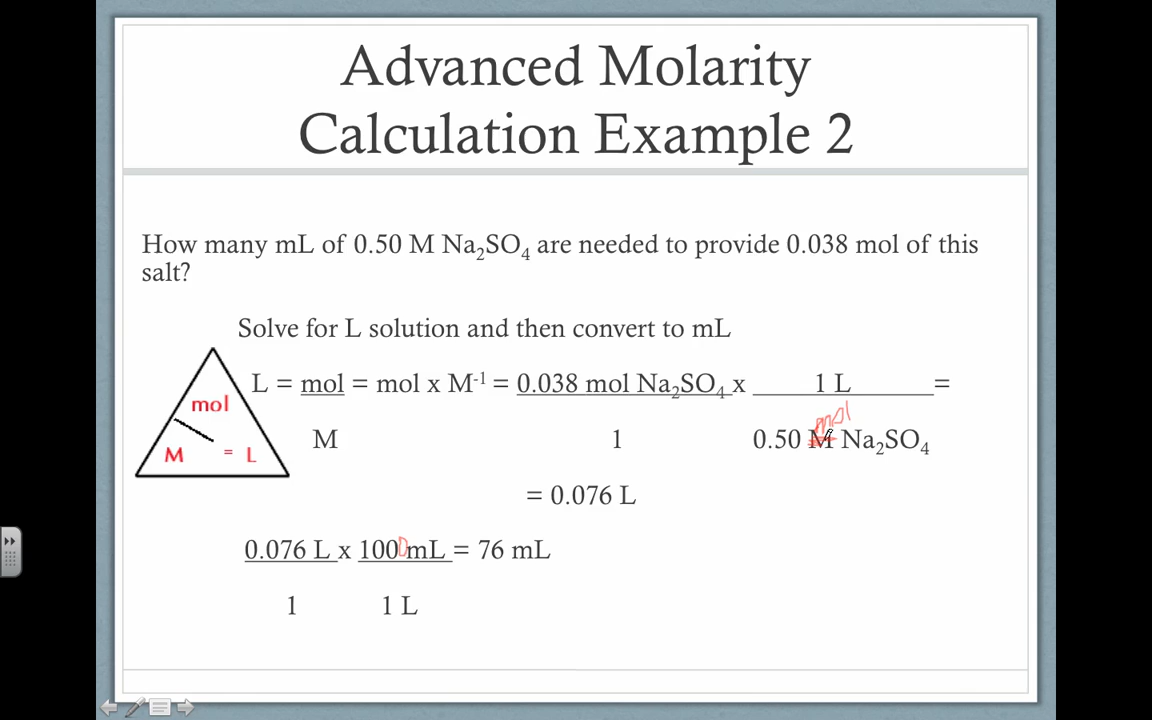 Advanced Molarity
Calculation Example 2
How many mL of 0.50 M Na₂SO₄ are needed to provide 0.038 mol of this
salt?
Solve for L solution and then convert to mL
L = mol = mol x M⁻¹ = 0.038 mol Na₂SO₄ x 1 L =
mol
mol
M 1 0.50 M Na₂SO₄
M = L
= 0.076 L
0.076 L x 1000 mL = 76 mL
1 1 L